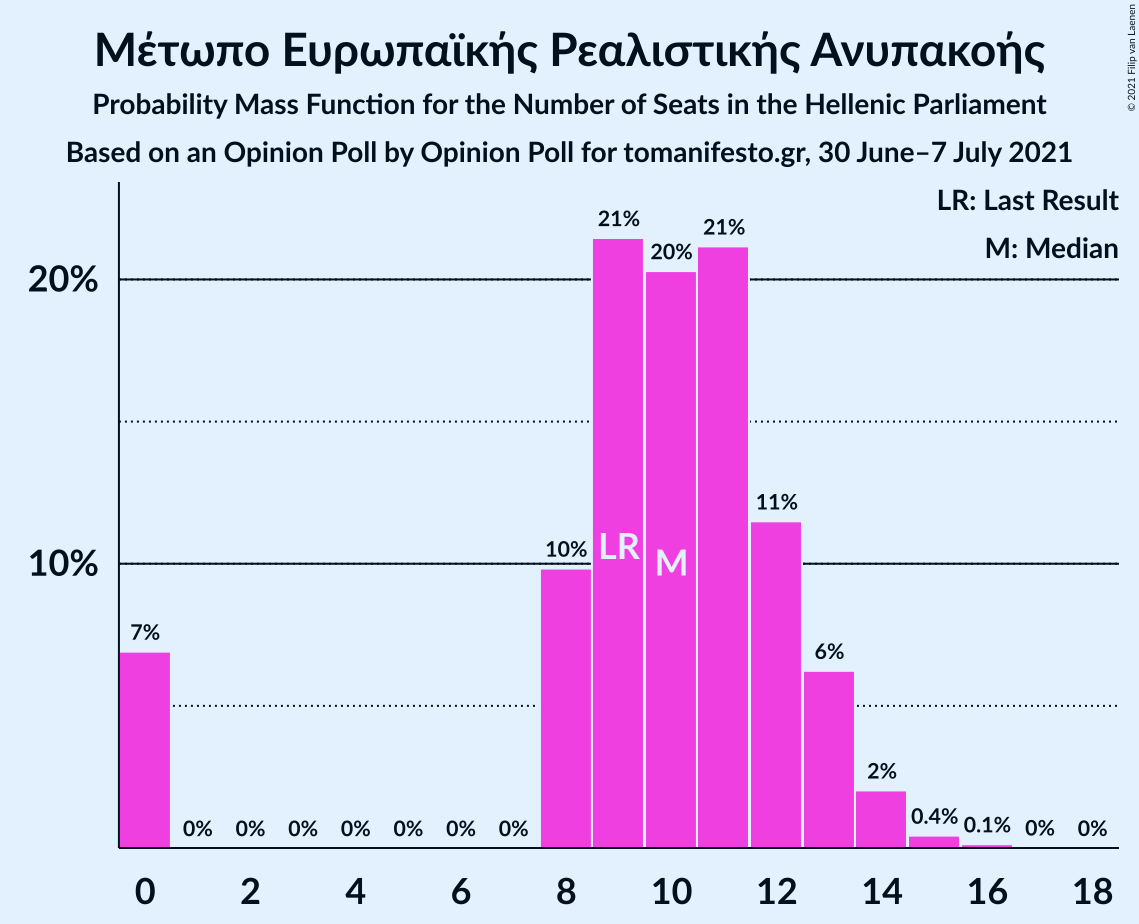 Μέτωπο Ευρωπαϊκής Ρεαλιστικής Ανυπακοής
Probability Mass Function for the Number of Seats in the Hellenic Parliament
Based on an Opinion Poll by Opinion Poll for tomanifesto.gr, 30 June–7 July 2021
© 2021 Filip van Laenen
LR: Last Result
M: Median
20%
10%
7%
0%
0%
0%
0%
0%
0%
0%
10%
21%
20%
21%
11%
6%
2%
0.4%
0.1%
0%
0%
LR
M
0 2 4 6 8 10 12 14 16 18